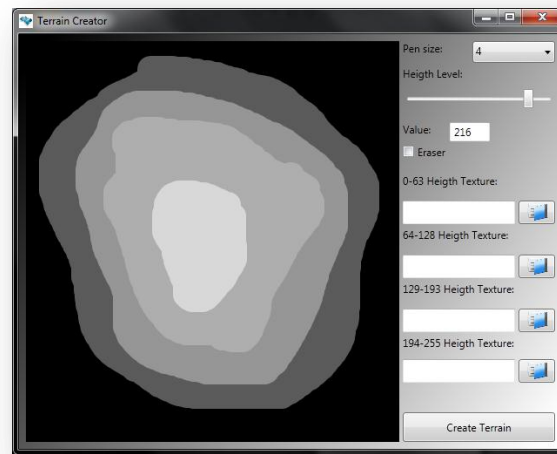 Terrain Creator
Pen size: 4
Heigth Level:
Value: 216
Eraser
0-63 Heigth Texture:
64-128 Heigth Texture:
129-193 Heigth Texture:
194-255 Heigth Texture:
Create Terrain